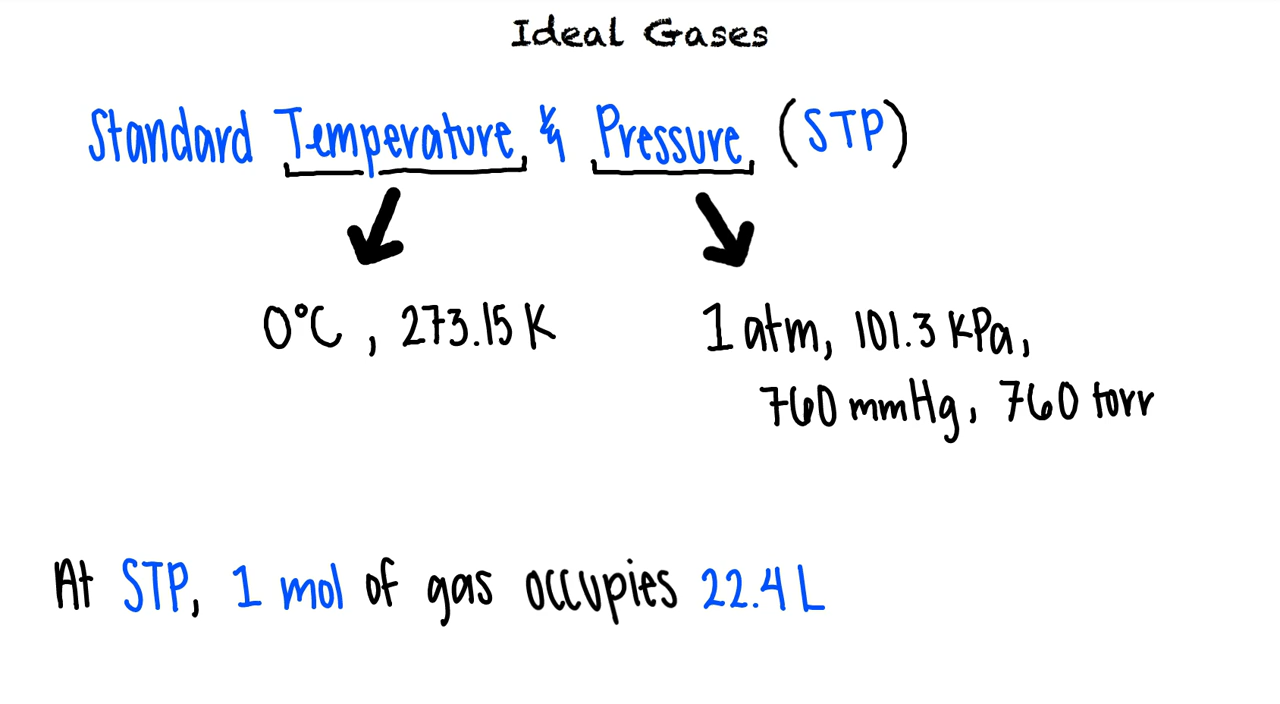 Ideal Gases
Standard Temperature & Pressure (STP)
0°C, 273.15 K
1 atm, 101.3 kPa,
760 mmHg, 760 torr
At STP, 1 mol of gas occupies 22.4 L